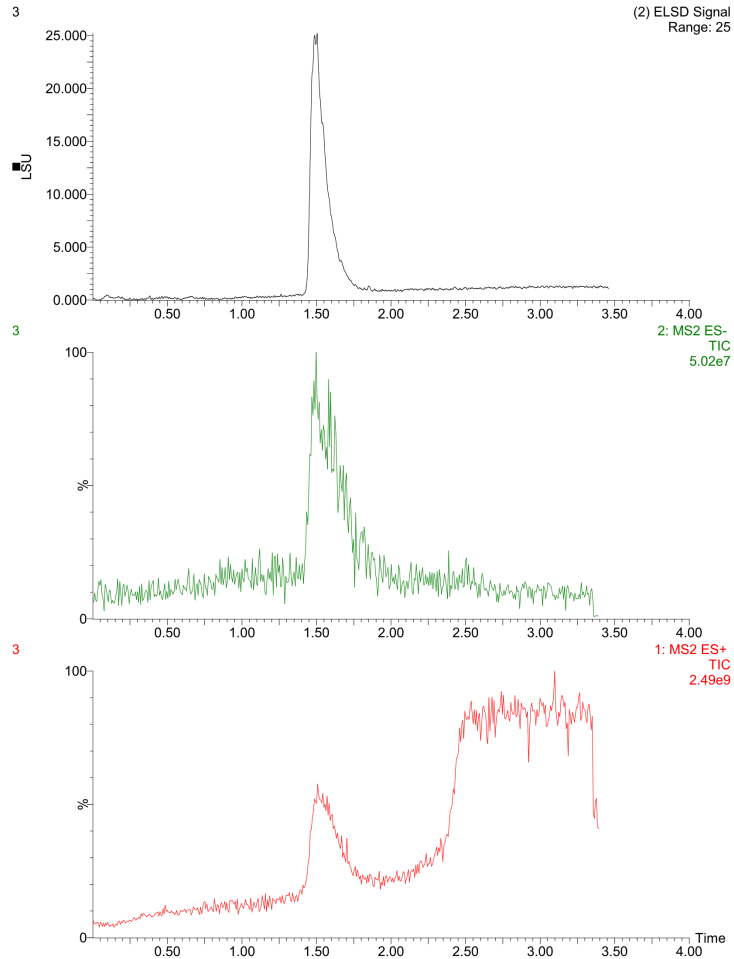 3
(2) ELSD Signal
Range: 25
25.000
20.000
15.000
10.000
5.000
0.000
LSU
0.50 1.00 1.50 2.00 2.50 3.00 3.50 4.00
3
2: MS2 ES-
TIC
5.02e7
100
%
0
0.50 1.00 1.50 2.00 2.50 3.00 3.50 4.00
3
1: MS2 ES+
TIC
2.49e9
100
%
0
Time
0.50 1.00 1.50 2.00 2.50 3.00 3.50 4.00